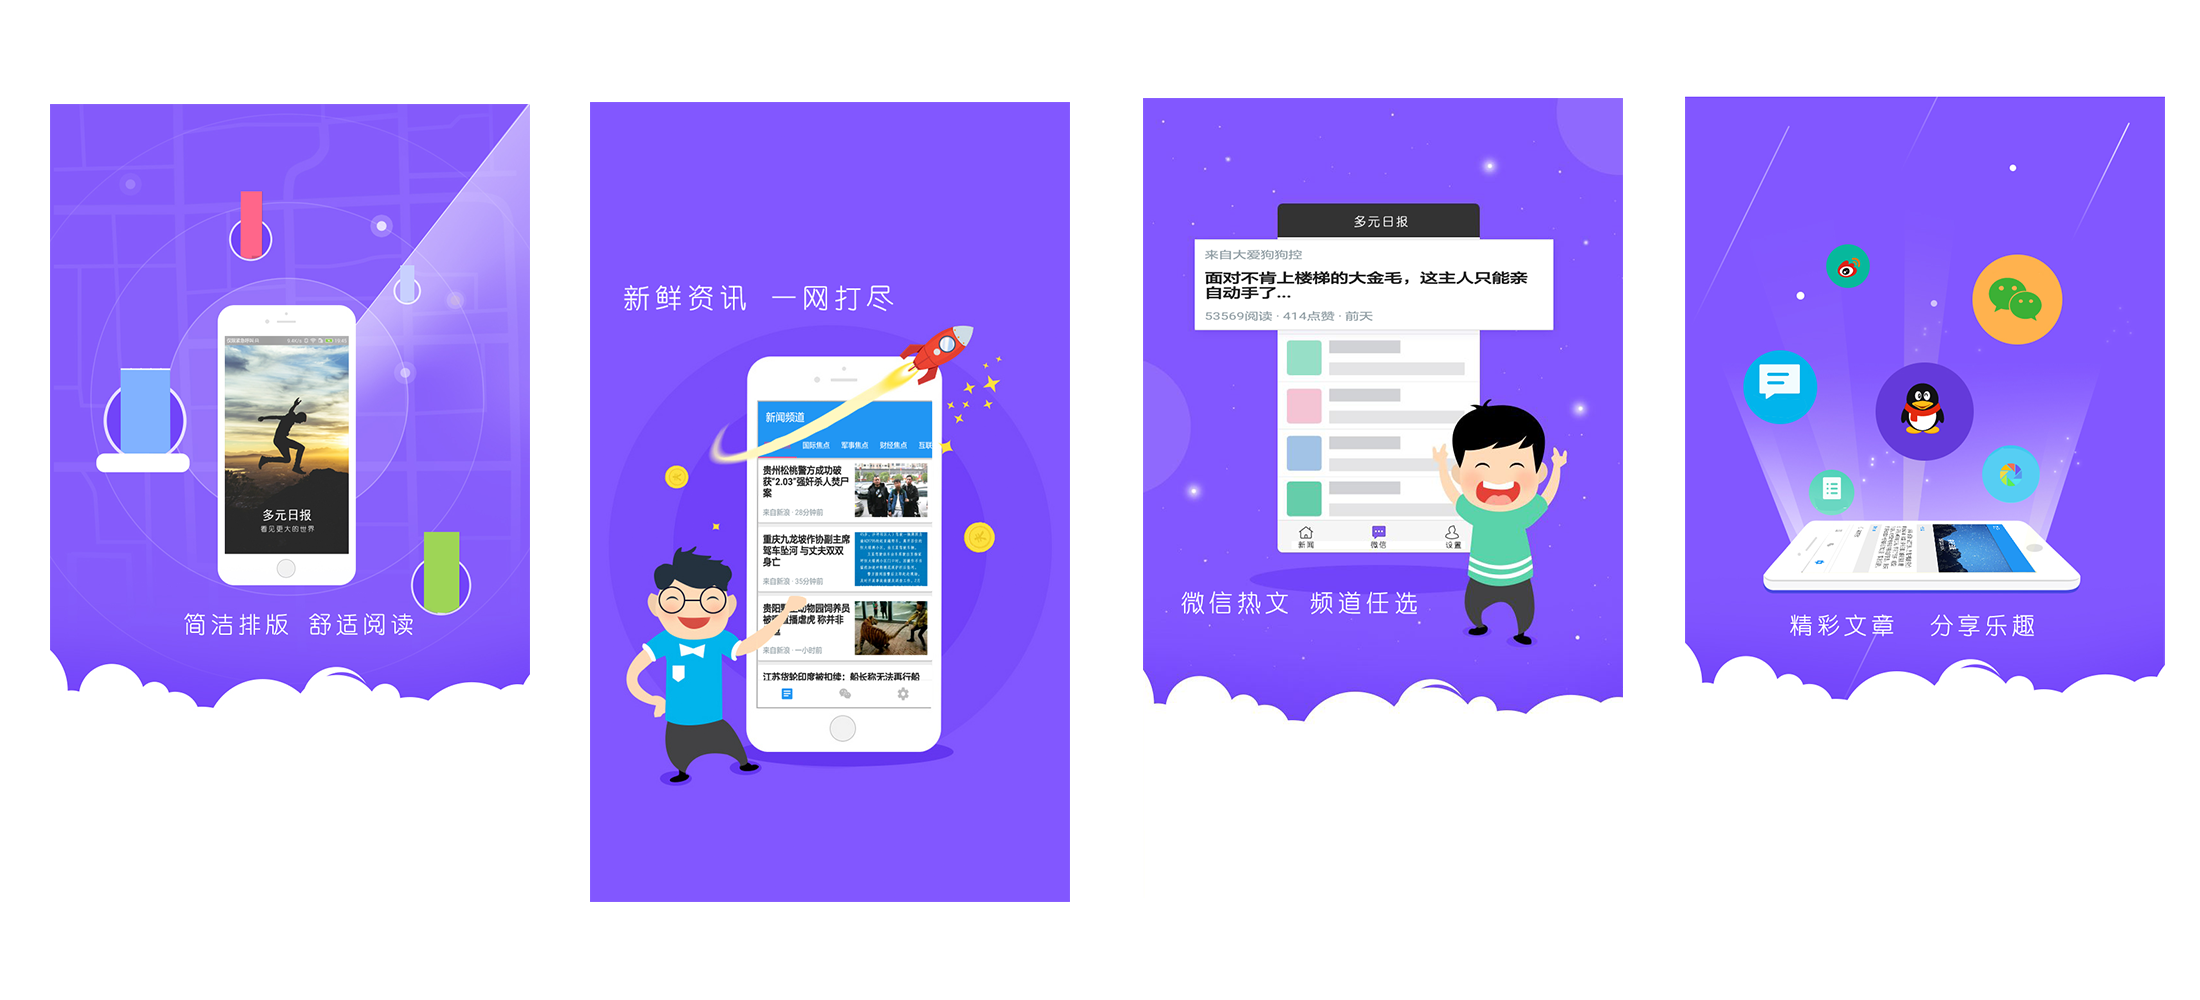 多元日报
看见更大的世界
简洁排版 舒适阅读
新鲜资讯 一网打尽
新闻频道
国际焦点 军事焦点 财经焦点 互联
贵州松桃警方成功破
获“2.03”强奸杀人焚尸
案
来自新浪 · 28分钟前
重庆九龙坡作协副主席
驾车坠河 与丈夫双双
身亡
来自新浪 · 35分钟前
贵阳 动物园饲养员
被 直播虐虎 称并非
来自新浪 · 一小时前
江苏货轮印度被扣续：船长称无法再行船
多元日报
来自大爱狗狗控
面对不肯上楼梯的大金毛，这主人只能亲
自动手了...
53569阅读 · 414点赞 · 前天
新闻 微信 设置
微信热文 频道任选
精彩文章 分享乐趣